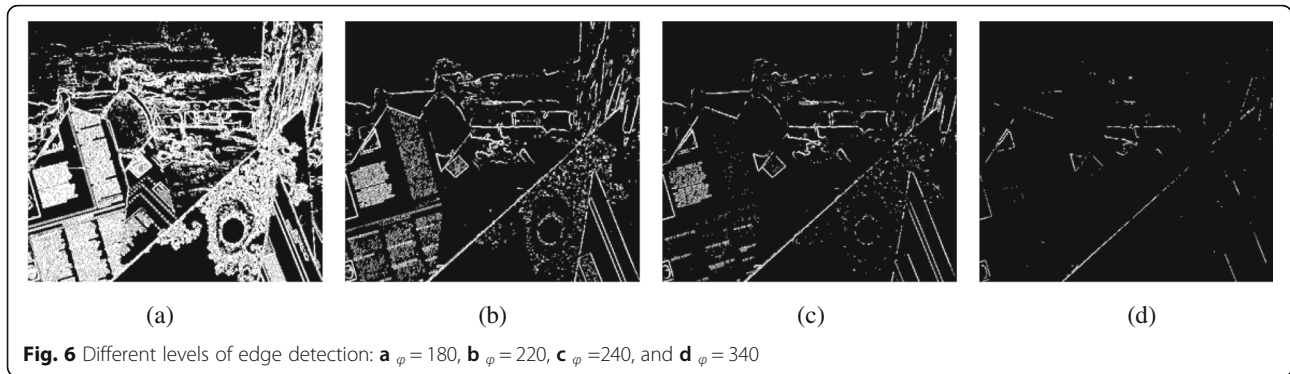 (a) (b) (c) (d)
Fig. 6 Different levels of edge detection: a φ = 180, b φ = 220, c φ =240, and d φ = 340